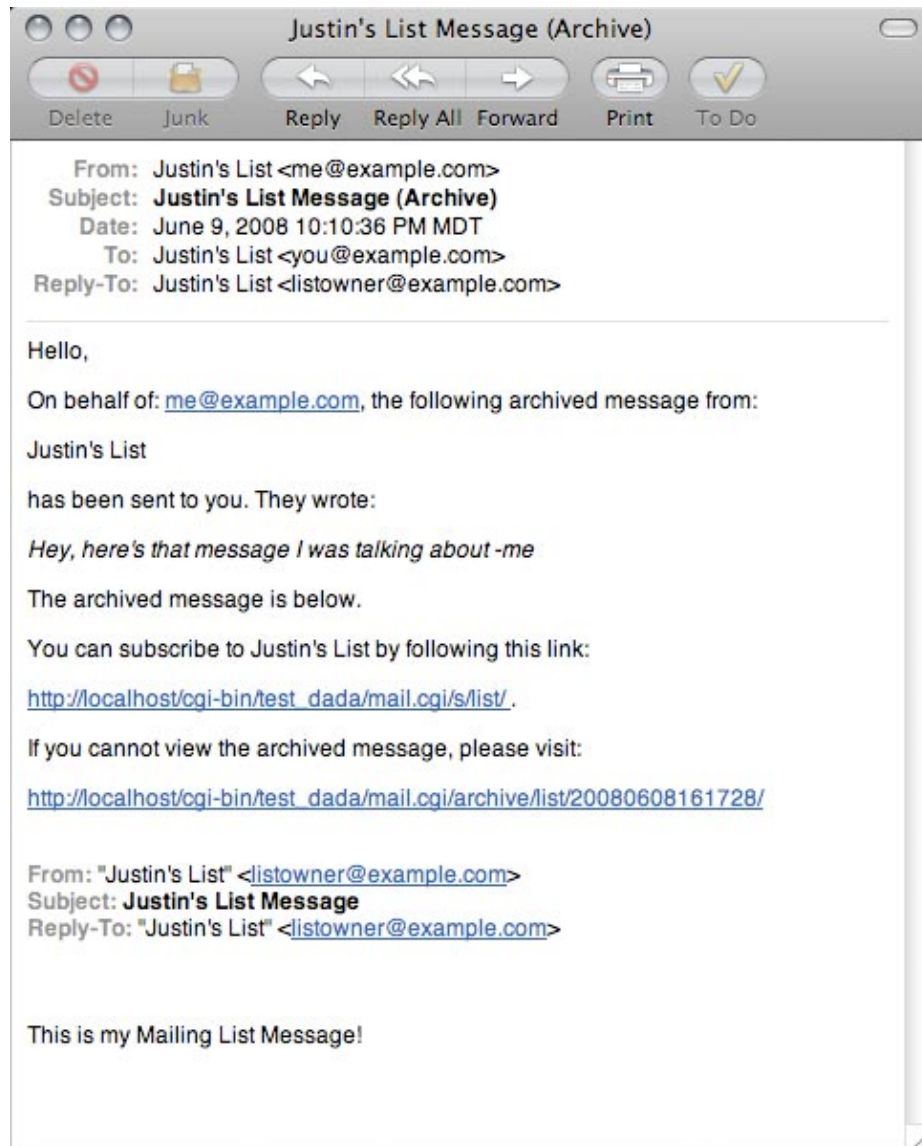 Justin's List Message (Archive)
Delete Junk Reply Reply All Forward Print To Do
From: Justin's List <me@example.com>
Subject: Justin's List Message (Archive)
Date: June 9, 2008 10:10:36 PM MDT
To: Justin's List <you@example.com>
Reply-To: Justin's List <listowner@example.com>
Hello,
On behalf of: me@example.com, the following archived message from:
Justin's List
has been sent to you. They wrote:
Hey, here's that message I was talking about -me
The archived message is below.
You can subscribe to Justin's List by following this link:
http://localhost/cgi-bin/test_dada/mail.cgi/s/list/ .
If you cannot view the archived message, please visit:
http://localhost/cgi-bin/test_dada/mail.cgi/archive/list/20080608161728/
From: "Justin's List" <listowner@example.com>
Subject: Justin's List Message
Reply-To: "Justin's List" <listowner@example.com>
This is my Mailing List Message!